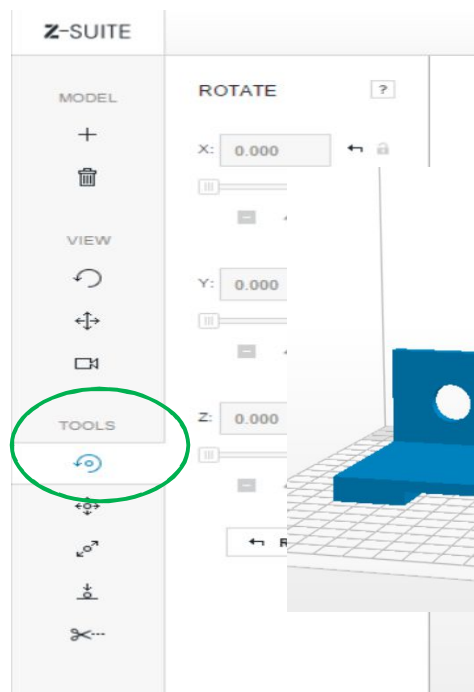 Z-SUITE
MODEL
VIEW
TOOLS
ROTATE ?
X: 0.000
Y: 0.000
Z: 0.000
R